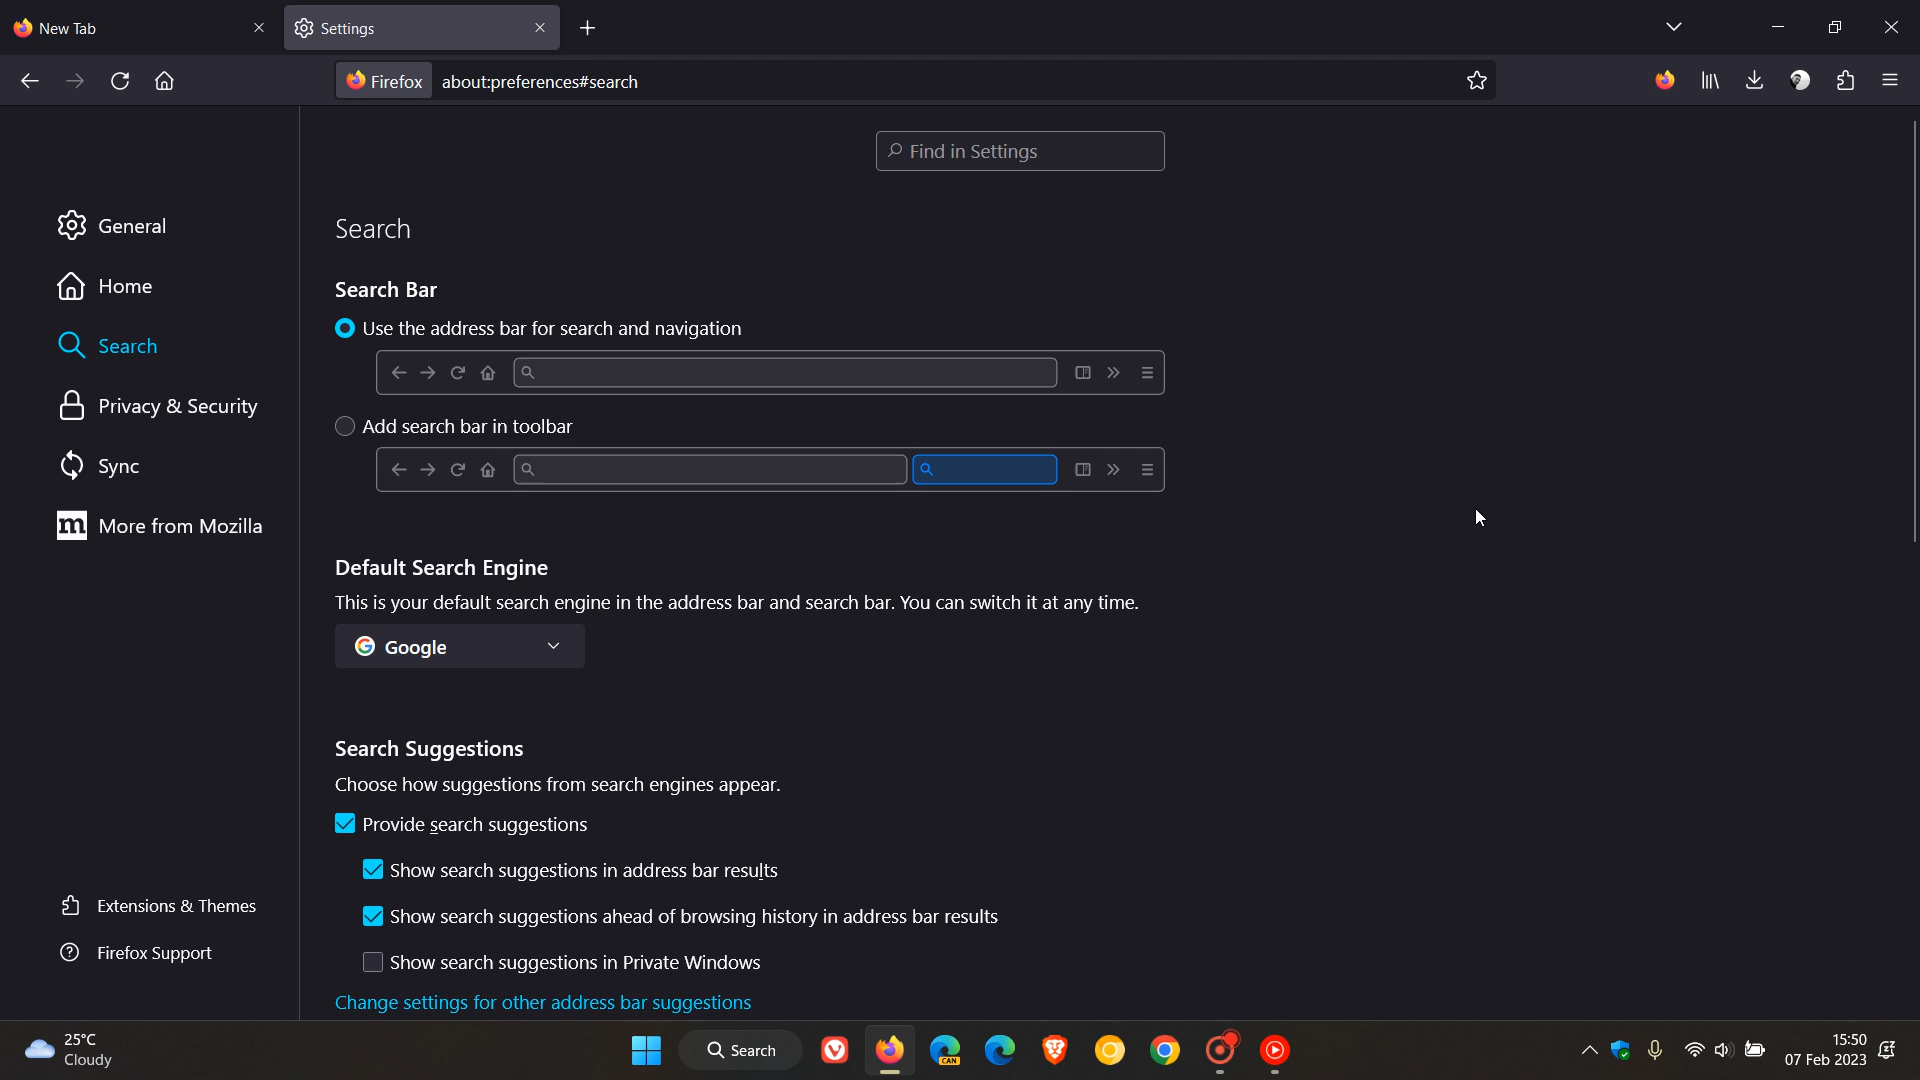 New Tab
Settings
Firefox
about:preferences#search
Find in Settings
General
Home
Search
Privacy & Security
Sync
More from Mozilla
Extensions & Themes
Firefox Support
Search
Search Bar
Use the address bar for search and navigation
Add search bar in toolbar
Default Search Engine
This is your default search engine in the address bar and search bar. You can switch it at any time.
Google
Search Suggestions
Choose how suggestions from search engines appear.
Provide search suggestions
Show search suggestions in address bar results
Show search suggestions ahead of browsing history in address bar results
Show search suggestions in Private Windows
Change settings for other address bar suggestions
25°C
Cloudy
Search
CAN
15:50
07 Feb 2023